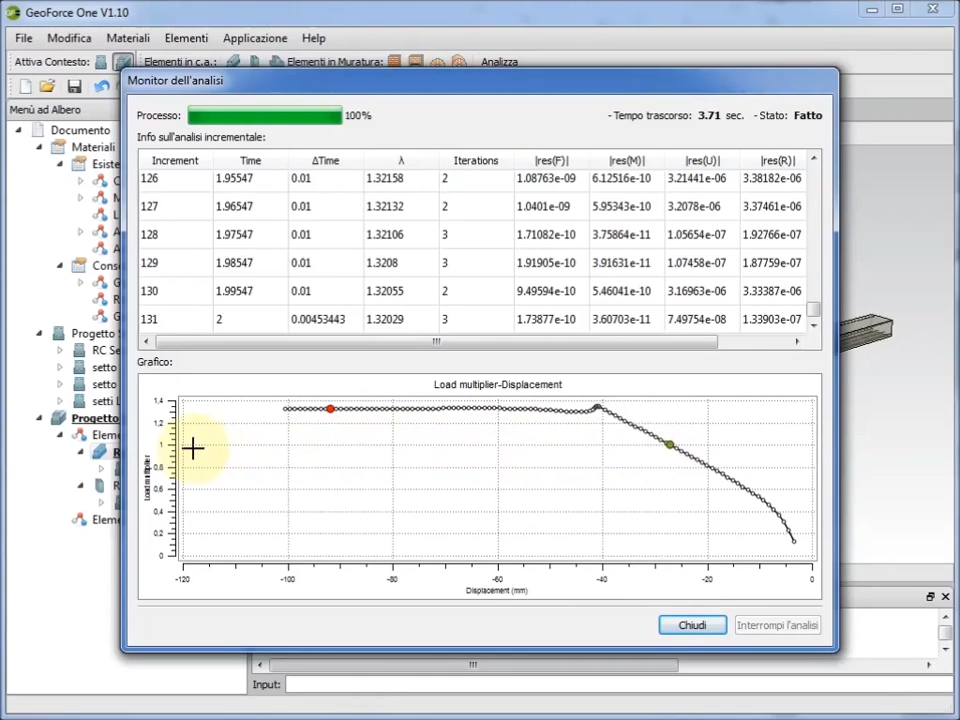 GeoForce One V1.10
File Modifica Materiali Elementi Applicazione Help
Attiva Contesto: Elementi in c.a.: Elementi in Muratura: Analizza
Menù ad Albero
Documento
Materiali
Progetto
RC Se
setto
setto
setti L
Progetto
R
R
Monitor dell'analisi
Processo: 100% - Tempo trascorso: 3.71 sec. - Stato: Fatto
Info sull'analisi incrementale:
Increment Time ΔTime λ Iterations |res(F)| |res(M)| |res(U)| |res(R)|
126 1.95547 0.01 1.32158 2 1.08763e-09 6.12516e-10 3.21441e-06 3.38182e-06
127 1.96547 0.01 1.32132 2 1.0401e-09 5.95343e-10 3.2078e-06 3.37461e-06
128 1.97547 0.01 1.32106 3 1.71082e-10 3.75864e-11 1.05654e-07 1.92766e-07
129 1.98547 0.01 1.3208 3 1.91905e-10 3.91631e-11 1.07458e-07 1.87759e-07
130 1.99547 0.01 1.32055 2 9.49594e-10 5.46041e-10 3.16963e-06 3.33387e-06
131 2 0.00453443 1.32029 3 1.73877e-10 3.60703e-11 7.49754e-08 1.33903e-07
Grafico:
Load multiplier-Displacement
1,4
1,2
1
0,8
0,6
0,4
0,2
0
Load multiplier
-120 -100 -80 -60 -40 -20 0
Displacement (mm)
Chiudi Interrompi l'analisi
Input: